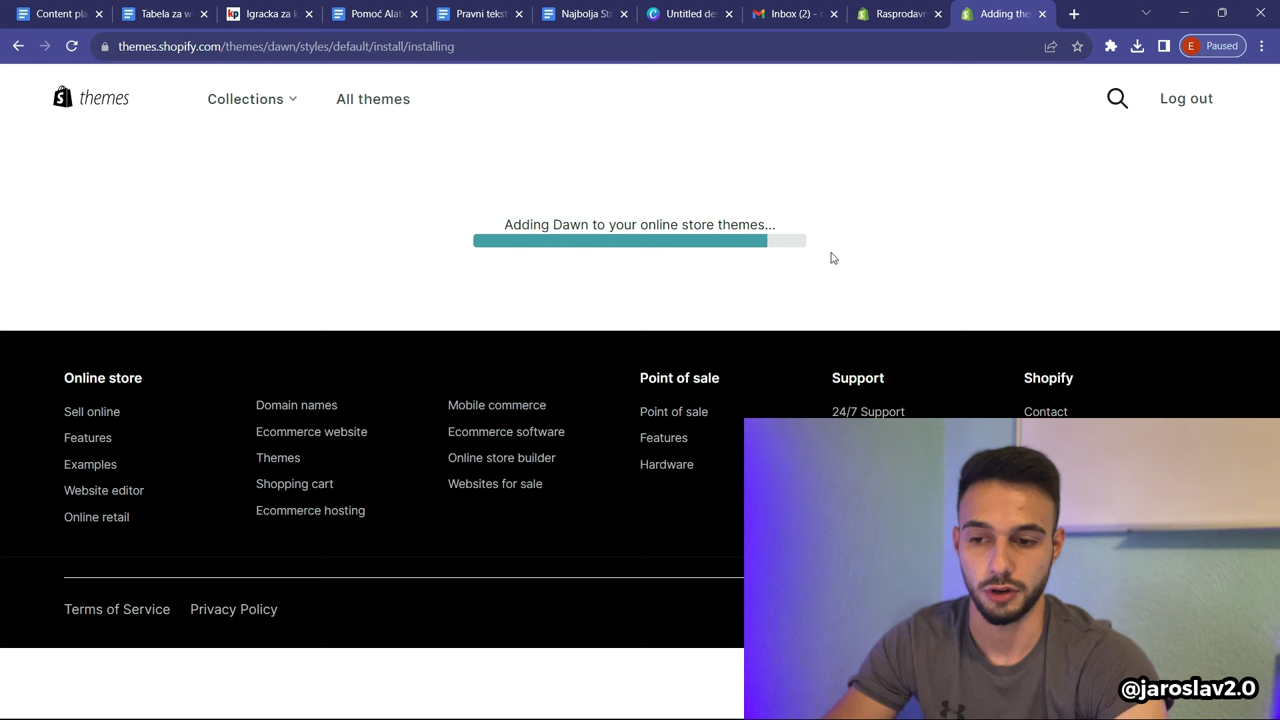 Content pla
Tabela za w
Igracka za k
Pomoć Alat
Pravni tekst
Najbolja Str
Untitled des
Inbox (2) - r
Rasprodavo
Adding the
themes.shopify.com/themes/dawn/styles/default/install/installing
E Paused
themes
Collections
All themes
Log out
Adding Dawn to your online store themes...
Online store
Sell online
Features
Examples
Website editor
Online retail
Domain names
Ecommerce website
Themes
Shopping cart
Ecommerce hosting
Mobile commerce
Ecommerce software
Online store builder
Websites for sale
Point of sale
Point of sale
Features
Hardware
Support
24/7 Support
Shopify
Contact
Terms of Service
Privacy Policy
@jaroslav2.0